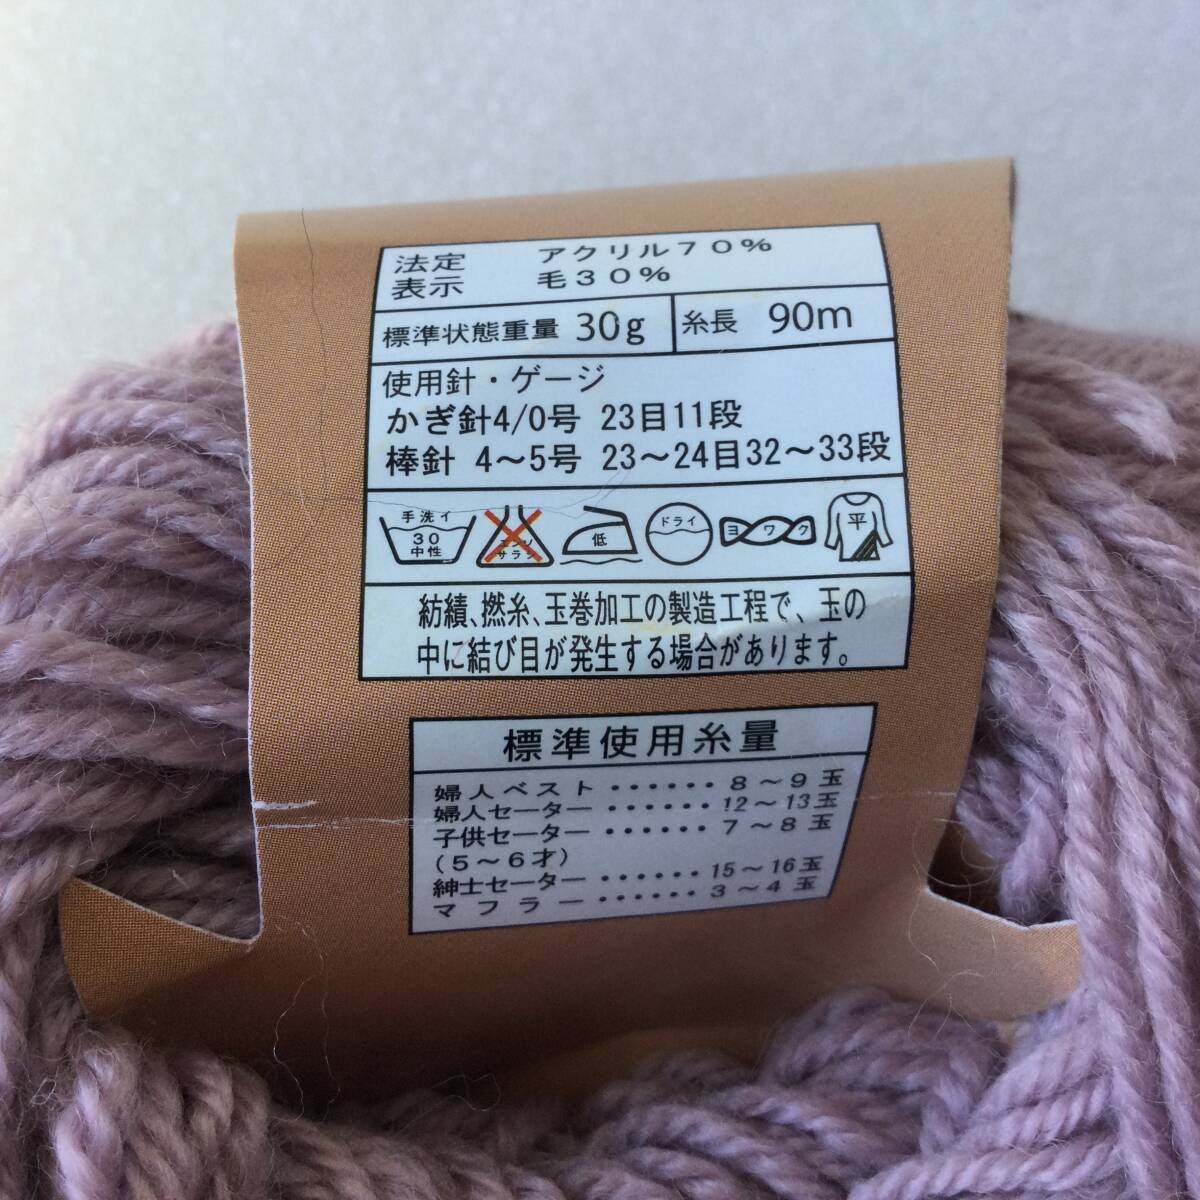 法定 アクリル70%
表示 毛30%
標準状態重量 30g 糸長 90m
使用針・ゲージ
かぎ針4/0号 23目11段
棒針 4～5号 23～24目32～33段
手洗イ
30
中性
エンソ
サラシ
低
ドライ
ヨワク
平
紡績、撚糸、玉巻加工の製造工程で、玉の
中に結び目が発生する場合があります。
標準使用糸量
婦人ベスト・・・・・・8～9玉
婦人セーター・・・・・・12～13玉
子供セーター・・・・・・7～8玉
(5～6才)
紳士セーター・・・・・・15～16玉
マフラー・・・・・・3～4玉